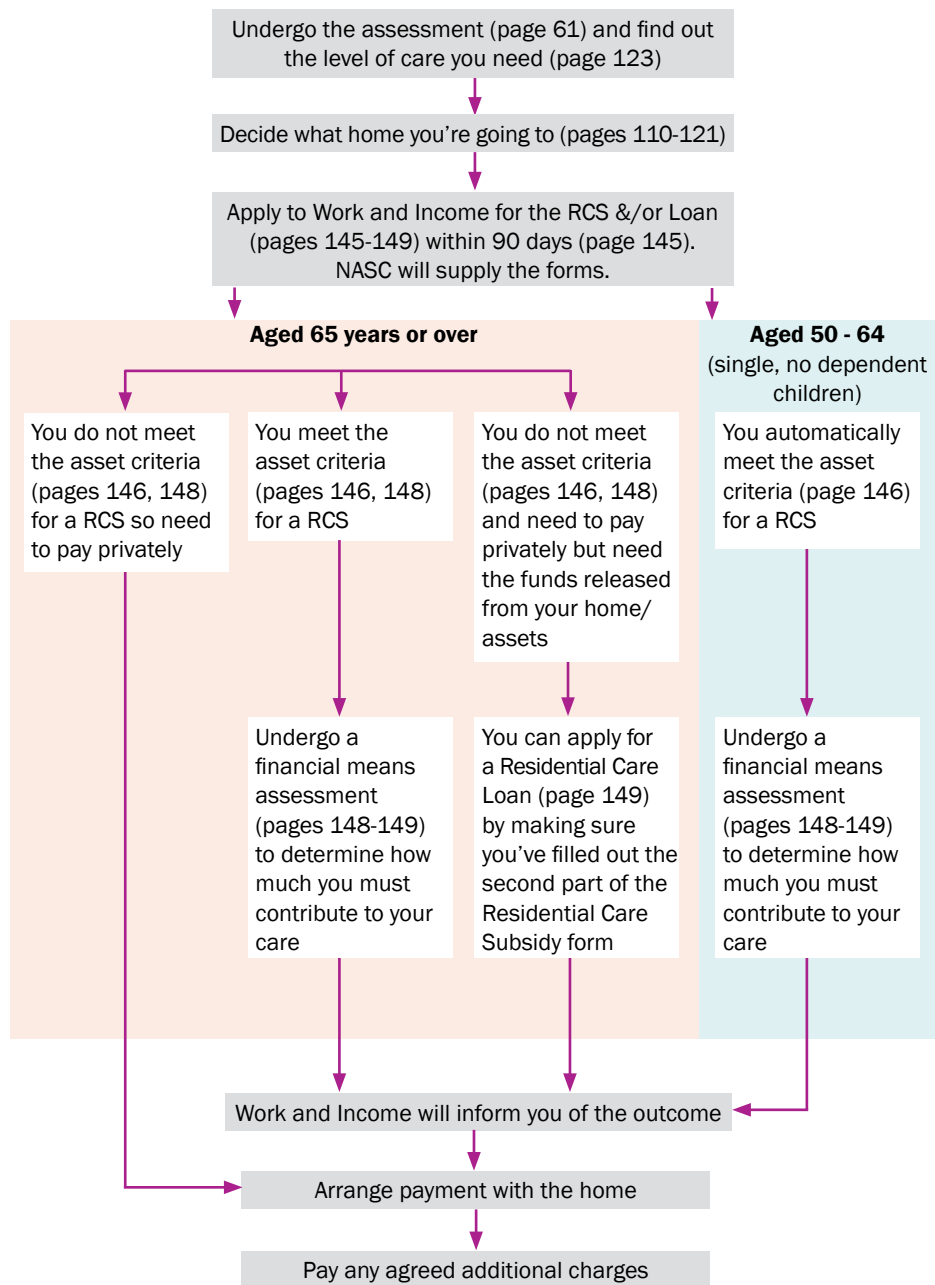 Undergo the assessment (page 61) and find out
the level of care you need (page 123)
Decide what home you're going to (pages 110-121)
Apply to Work and Income for the RCS &/or Loan
(pages 145-149) within 90 days (page 145).
NASC will supply the forms.
Aged 65 years or over
You do not meet
the asset criteria
(pages 146, 148)
for a RCS so need
to pay privately
You meet the
asset criteria
(pages 146, 148)
for a RCS
You do not meet
the asset criteria
(pages 146, 148)
and need to pay
privately but need
the funds released
from your home/
assets
Aged 50 - 64
(single, no dependent
children)
You automatically
meet the asset
criteria (page 146)
for a RCS
Undergo a
financial means
assessment
(pages 148-149)
to determine how
much you must
contribute to your
care
You can apply for
a Residential Care
Loan (page 149)
by making sure
you've filled out the
second part of the
Residential Care
Subsidy form
Undergo a
financial means
assessment
(pages 148-149)
to determine how
much you must
contribute to your
care
Work and Income will inform you of the outcome
Arrange payment with the home
Pay any agreed additional charges